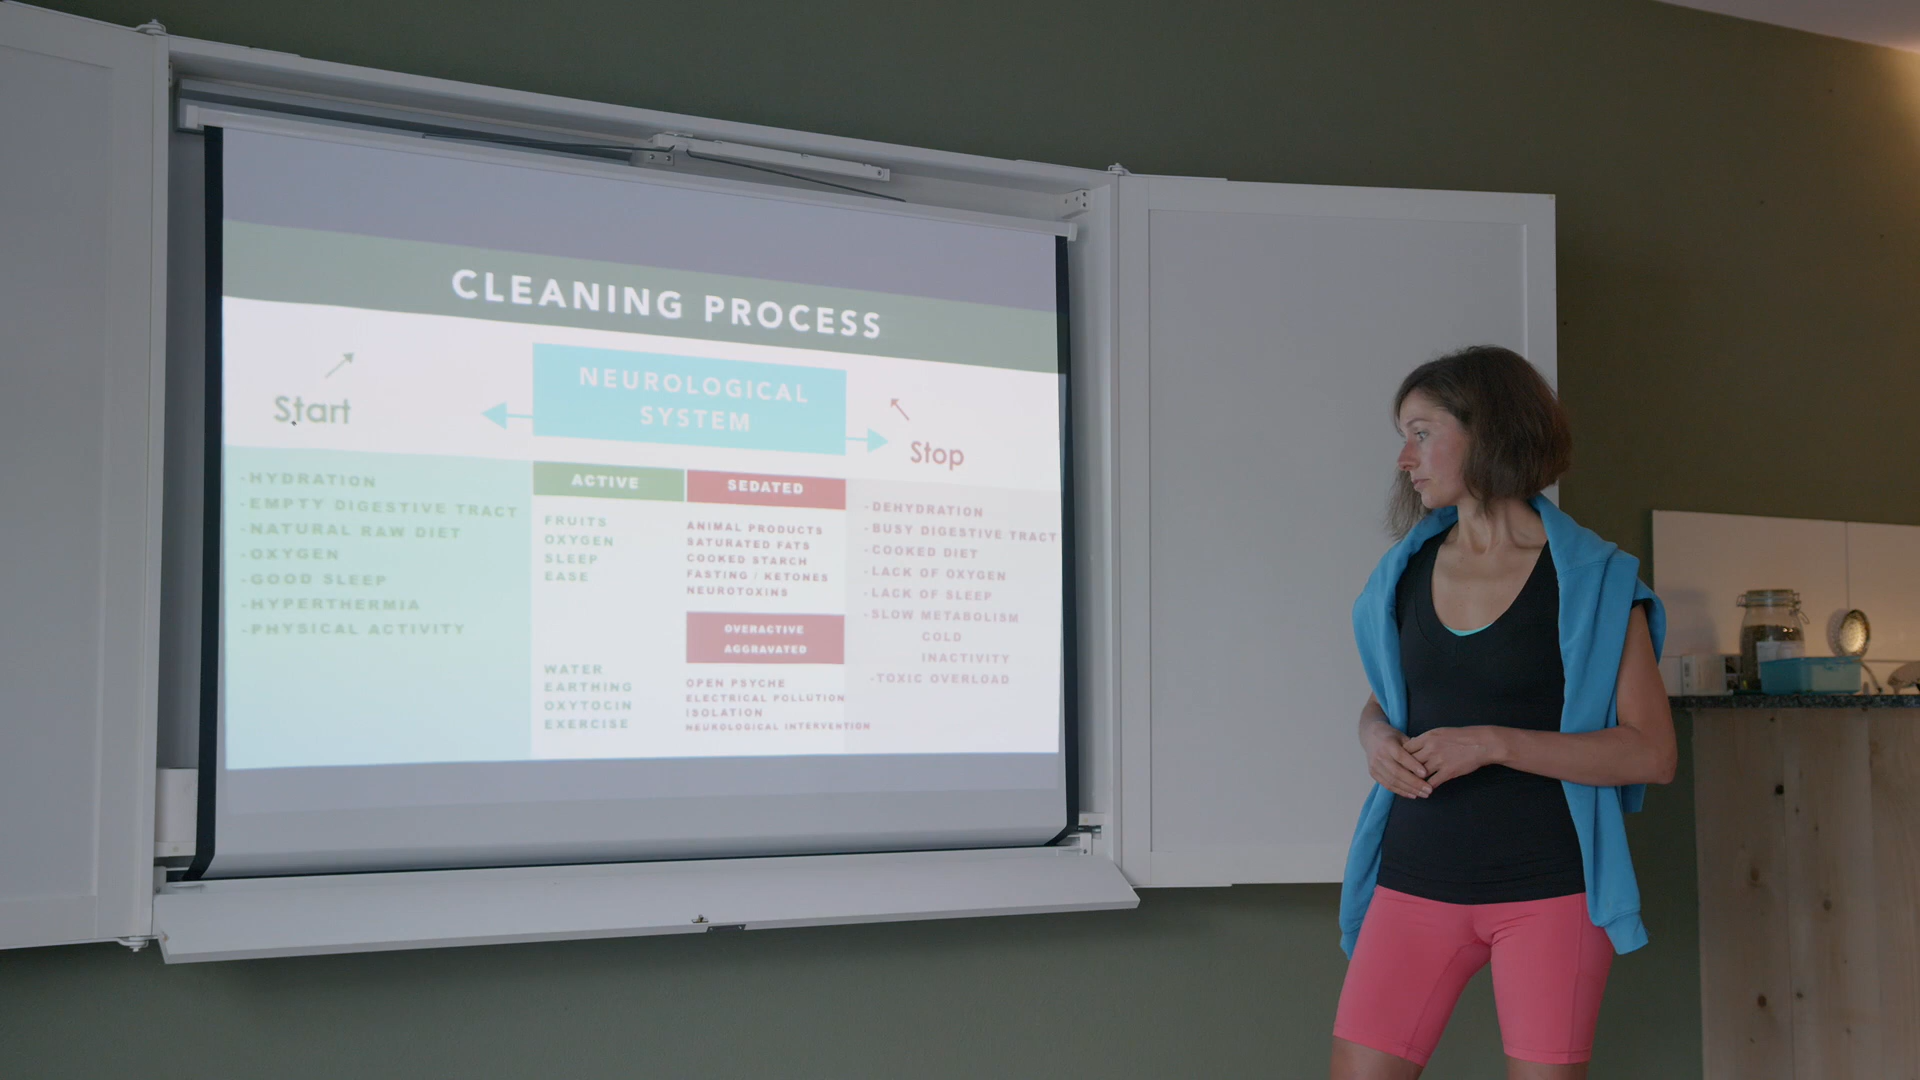 CLEANING PROCESS
NEUROLOGICAL
SYSTEM
Start
Stop
-HYDRATION
-EMPTY DIGESTIVE TRACT
-NATURAL RAW DIET
-OXYGEN
-GOOD SLEEP
-HYPERTHERMIA
-PHYSICAL ACTIVITY
ACTIVE
FRUITS
OXYGEN
SLEEP
EASE
WATER
EARTHING
OXYTOCIN
EXERCISE
SEDATED
ANIMAL PRODUCTS
SATURATED FATS
COOKED STARCH
FASTING / KETONES
NEUROTOXINS
OVERACTIVE
AGGRAVATED
OPEN PSYCHE
ELECTRICAL POLLUTION
ISOLATION
NEUROLOGICAL INTERVENTION
-DEHYDRATION
-BUSY DIGESTIVE TRACT
-COOKED DIET
-LACK OF OXYGEN
-LACK OF SLEEP
-SLOW METABOLISM
COLD
INACTIVITY
-TOXIC OVERLOAD